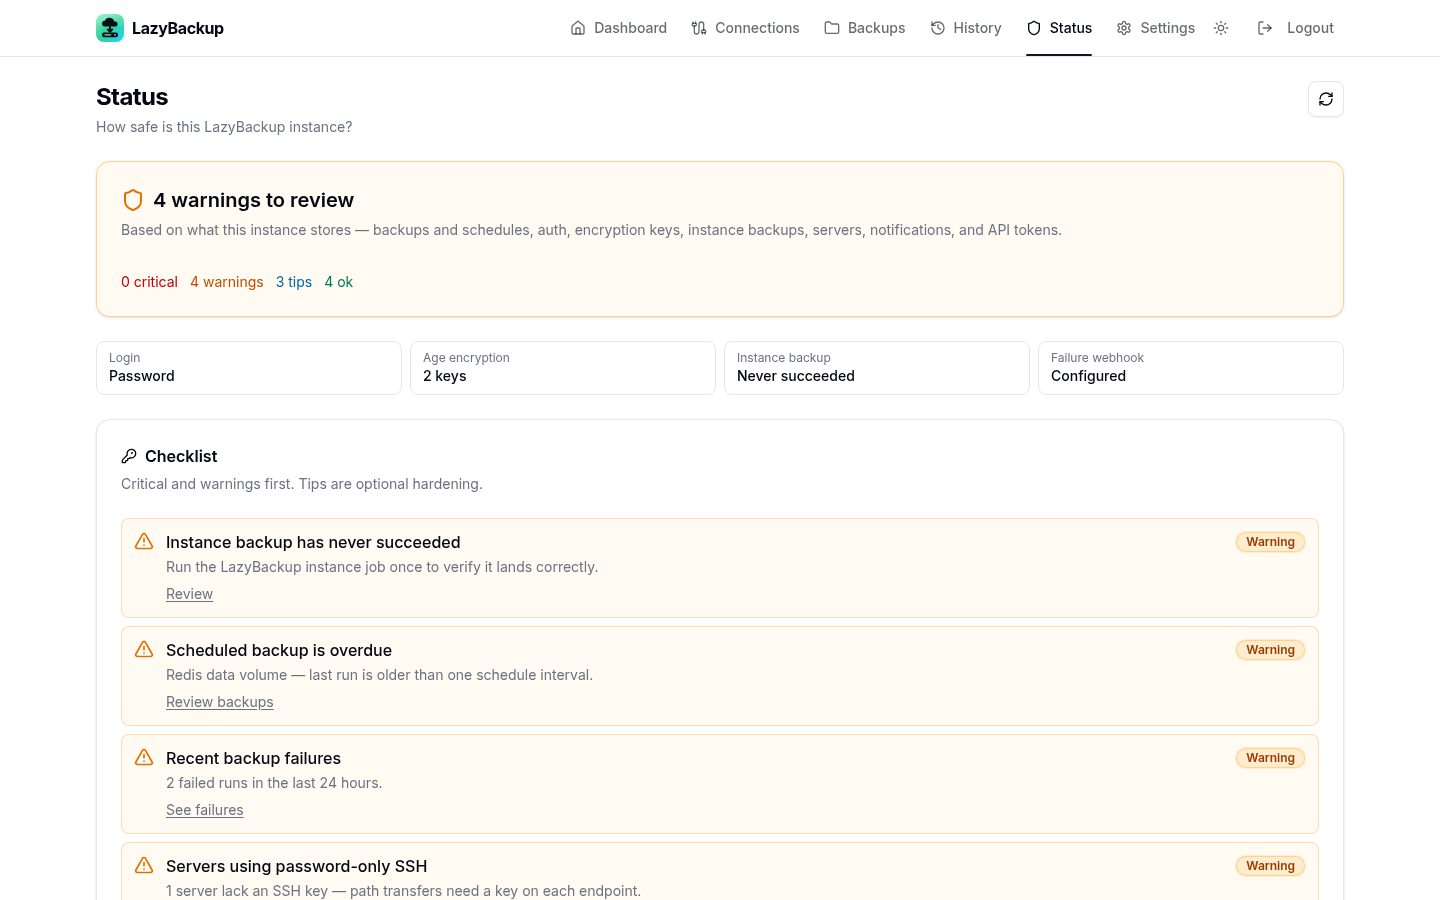 LazyBackup
Dashboard
Connections
Backups
History
Status
Settings
Logout
Status
How safe is this LazyBackup instance?
4 warnings to review
Based on what this instance stores — backups and schedules, auth, encryption keys, instance backups, servers, notifications, and API tokens.
0 critical 4 warnings 3 tips 4 ok
Login
Password
Age encryption
2 keys
Instance backup
Never succeeded
Failure webhook
Configured
Checklist
Critical and warnings first. Tips are optional hardening.
Instance backup has never succeeded
Warning
Run the LazyBackup instance job once to verify it lands correctly.
Review
Scheduled backup is overdue
Warning
Redis data volume — last run is older than one schedule interval.
Review backups
Recent backup failures
Warning
2 failed runs in the last 24 hours.
See failures
Servers using password-only SSH
Warning
1 server lack an SSH key — path transfers need a key on each endpoint.